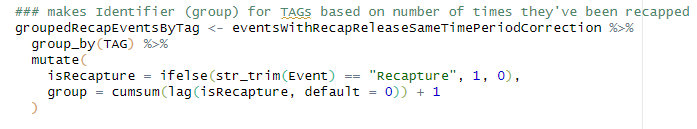 ### makes Identifier (group) for TAGs based on number of times they've been recapped
groupedRecapEventsByTag <- eventsWithRecapReleaseSameTimePeriodCorrection %>%
  group_by(TAG) %>%
  mutate(
    isRecapture = ifelse(str_trim(Event) == "Recapture", 1, 0),
    group = cumsum(lag(isRecapture, default = 0)) + 1
  )